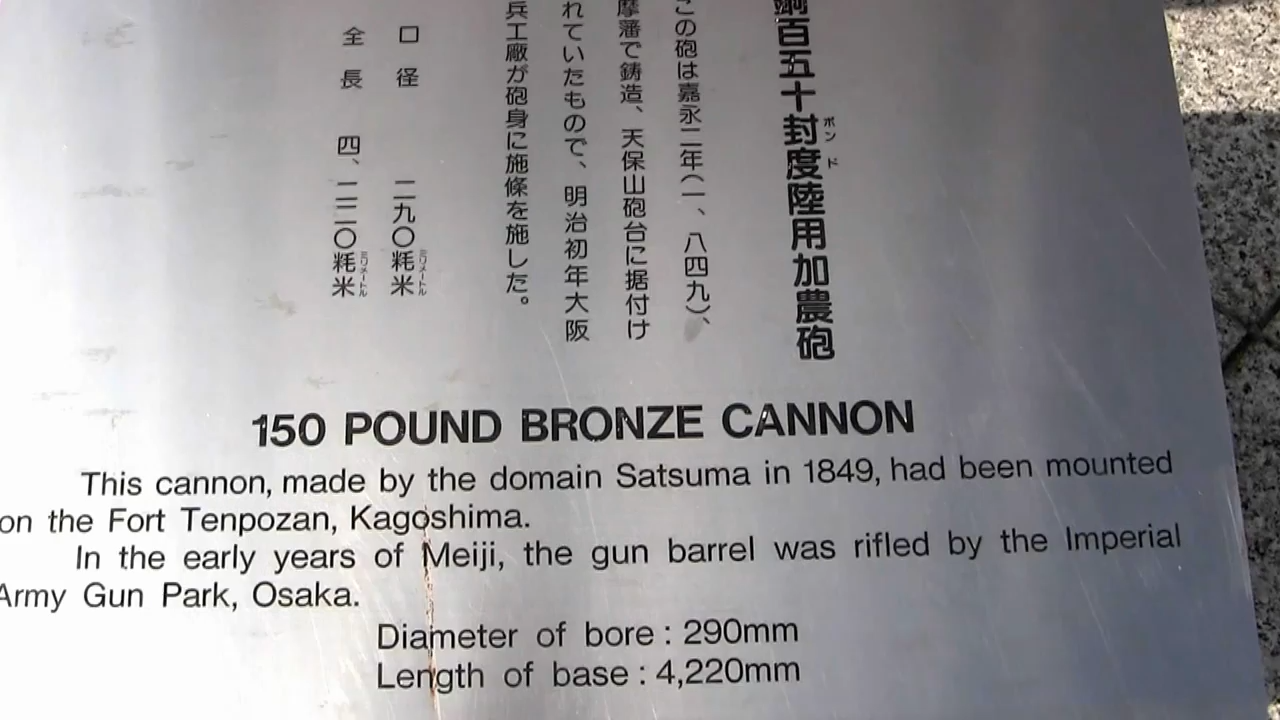 銅百五十封度陸用加農砲
ポンド
この砲は嘉永二年(一、八四九)、
摩藩で鋳造、天保山砲台に据付け
れていたもので、明治初年大阪
兵工廠が砲身に施條を施した。
口径 二九〇粍米
ミリメートル
全長 四、二二〇粍米
ミリメートル
150 POUND BRONZE CANNON
This cannon, made by the domain Satsuma in 1849, had been mounted
on the Fort Tenpozan, Kagoshima.
In the early years of Meiji, the gun barrel was rifled by the Imperial
Army Gun Park, Osaka.
Diameter of bore : 290mm
Length of base : 4,220mm